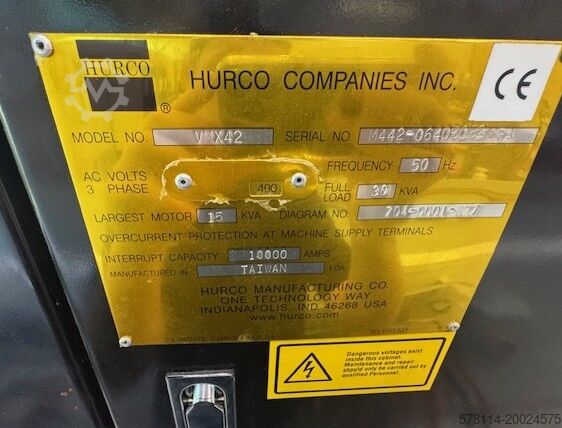 HURCO
®
HURCO COMPANIES INC.
CE
MODEL NO. VMX42 SERIAL NO.
AC VOLTS
3 PHASE
400
FREQUENCY 50 Hz
FULL
LOAD 30 KVA
LARGEST MOTOR 15 KVA DIAGRAM NO.
OVERCURRENT PROTECTION AT MACHINE SUPPLY TERMINALS
INTERRUPT CAPACITY 10000 AMPS
MANUFACTURED IN TAIWAN FOR:
HURCO MANUFACTURING CO.
ONE TECHNOLOGY WAY
INDIANAPOLIS, IND 46268 USA
www.hurco.com
Dangerous voltages exist
inside this cabinet.
Maintenance and repair
should only be carried out by
qualified Personnel.
578114-20024575